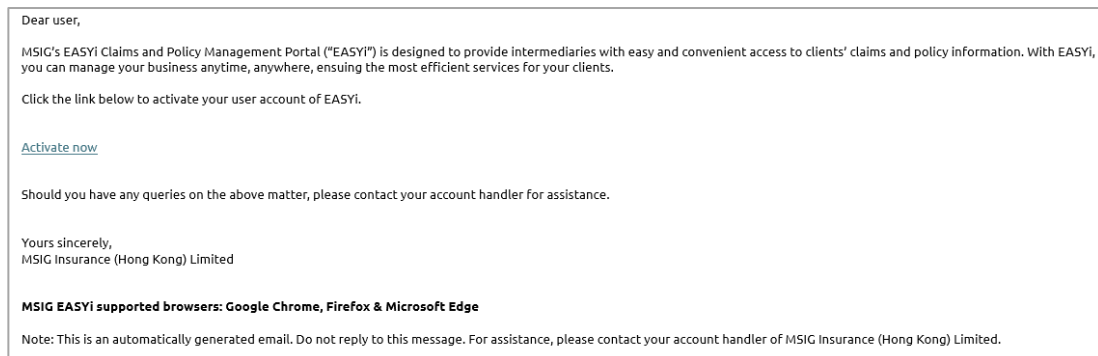 Dear user,
MSIG's EASYi Claims and Policy Management Portal (“EASYi”) is designed to provide intermediaries with easy and convenient access to clients' claims and policy information. With EASYi,
you can manage your business anytime, anywhere, ensuing the most efficient services for your clients.
Click the link below to activate your user account of EASYi.
Activate now
Should you have any queries on the above matter, please contact your account handler for assistance.
Yours sincerely,
MSIG Insurance (Hong Kong) Limited
MSIG EASYi supported browsers: Google Chrome, Firefox & Microsoft Edge
Note: This is an automatically generated email. Do not reply to this message. For assistance, please contact your account handler of MSIG Insurance (Hong Kong) Limited.